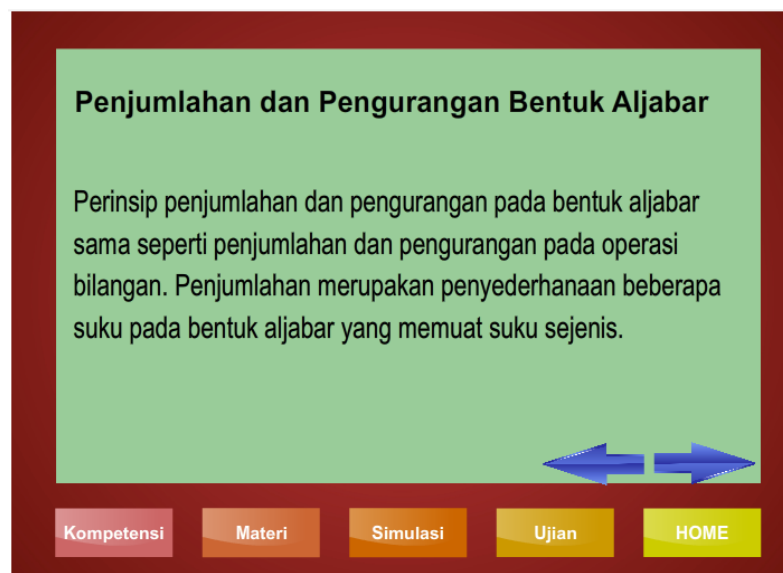 Penjumlahan dan Pengurangan Bentuk Aljabar
Perinsip penjumlahan dan pengurangan pada bentuk aljabar
sama seperti penjumlahan dan pengurangan pada operasi
bilangan. Penjumlahan merupakan penyederhanaan beberapa
suku pada bentuk aljabar yang memuat suku sejenis.
Kompetensi
Materi
Simulasi
Ujian
HOME